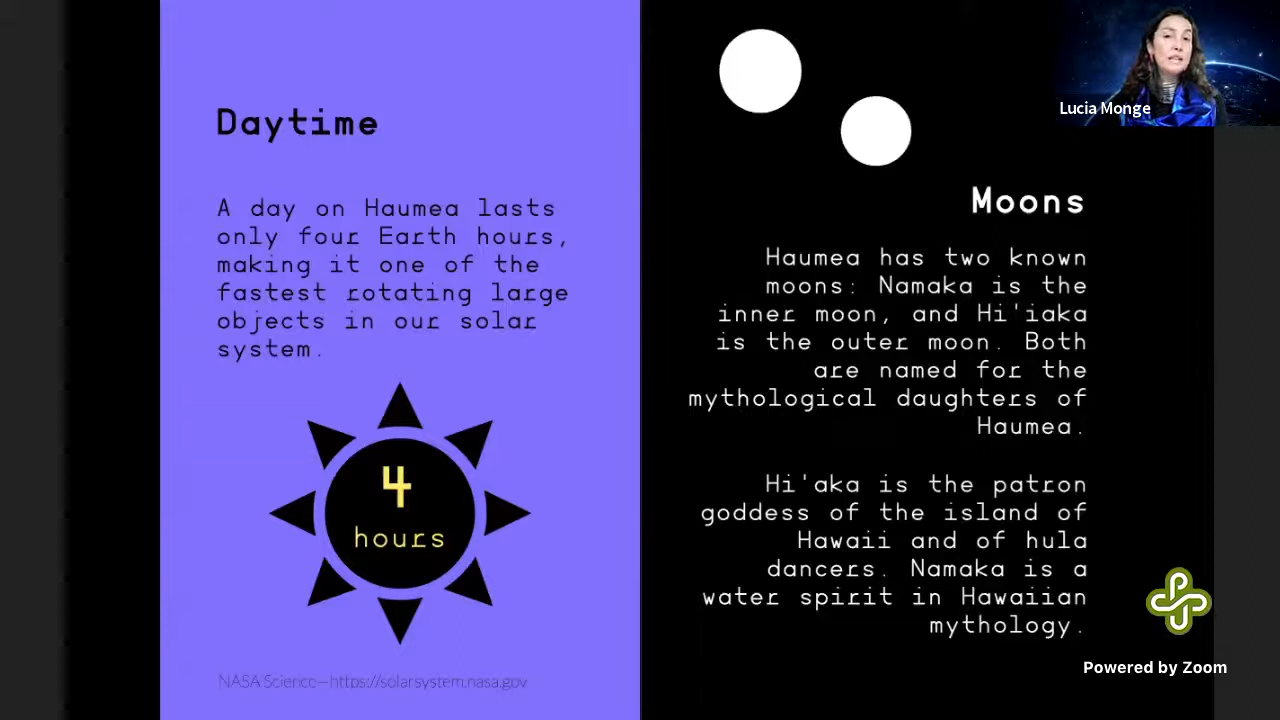 Daytime
A day on Haumea lasts
only four Earth hours,
making it one of the
fastest rotating large
objects in our solar
system.
4
hours
NASA Science—https://solarsystem.nasa.gov
Moons
Haumea has two known
moons: Namaka is the
inner moon, and Hi'iaka
is the outer moon. Both
are named for the
mythological daughters of
Haumea.
Hi'aka is the patron
goddess of the island of
Hawaii and of hula
dancers. Namaka is a
water spirit in Hawaiian
mythology.
Lucia Monge
Powered by Zoom